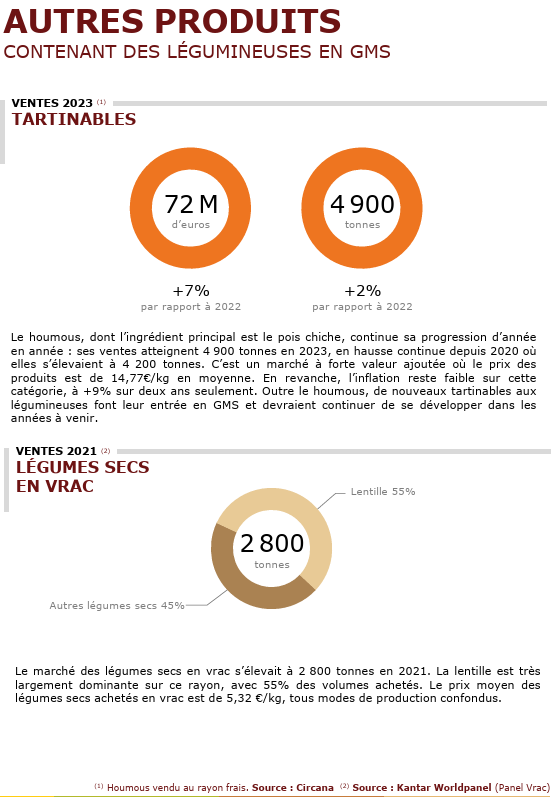 AUTRES PRODUITS
CONTENANT DES LÉGUMINEUSES EN GMS
VENTES 2023 (1)
TARTINABLES
72 M
d’euros
4 900
tonnes
+7%
par rapport à 2022
+2%
par rapport à 2022
Le houmous, dont l’ingrédient principal est le pois chiche, continue sa progression d’année
en année : ses ventes atteignent 4 900 tonnes en 2023, en hausse continue depuis 2020 où
elles s’élevaient à 4 200 tonnes. C’est un marché à forte valeur ajoutée où le prix des
produits est de 14,77€/kg en moyenne. En revanche, l’inflation reste faible sur cette
catégorie, à +9% sur deux ans seulement. Outre le houmous, de nouveaux tartinables aux
légumineuses font leur entrée en GMS et devraient continuer de se développer dans les
années à venir.
VENTES 2021 (2)
LÉGUMES SECS
EN VRAC
Lentille 55%
2 800
tonnes
Autres légumes secs 45%
Le marché des légumes secs en vrac s’élevait à 2 800 tonnes en 2021. La lentille est très
largement dominante sur ce rayon, avec 55% des volumes achetés. Le prix moyen des
légumes secs achetés en vrac est de 5,32 €/kg, tous modes de production confondus.
(1) Houmous vendu au rayon frais. Source : Circana (2) Source : Kantar Worldpanel (Panel Vrac)